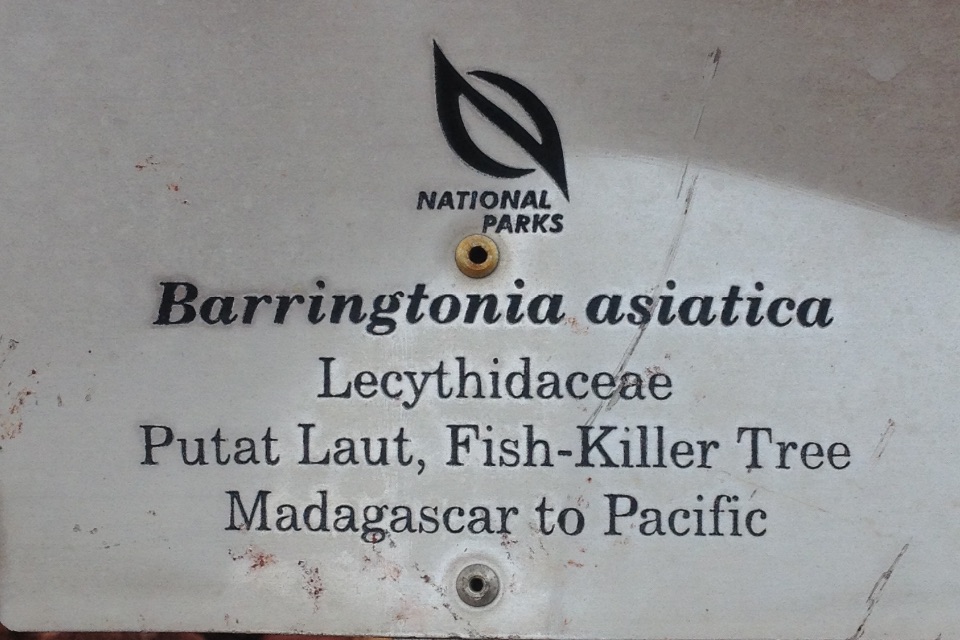 NATIONAL
PARKS
Barringtonia asiatica
Lecythidaceae
Putat Laut, Fish-Killer Tree
Madagascar to Pacific